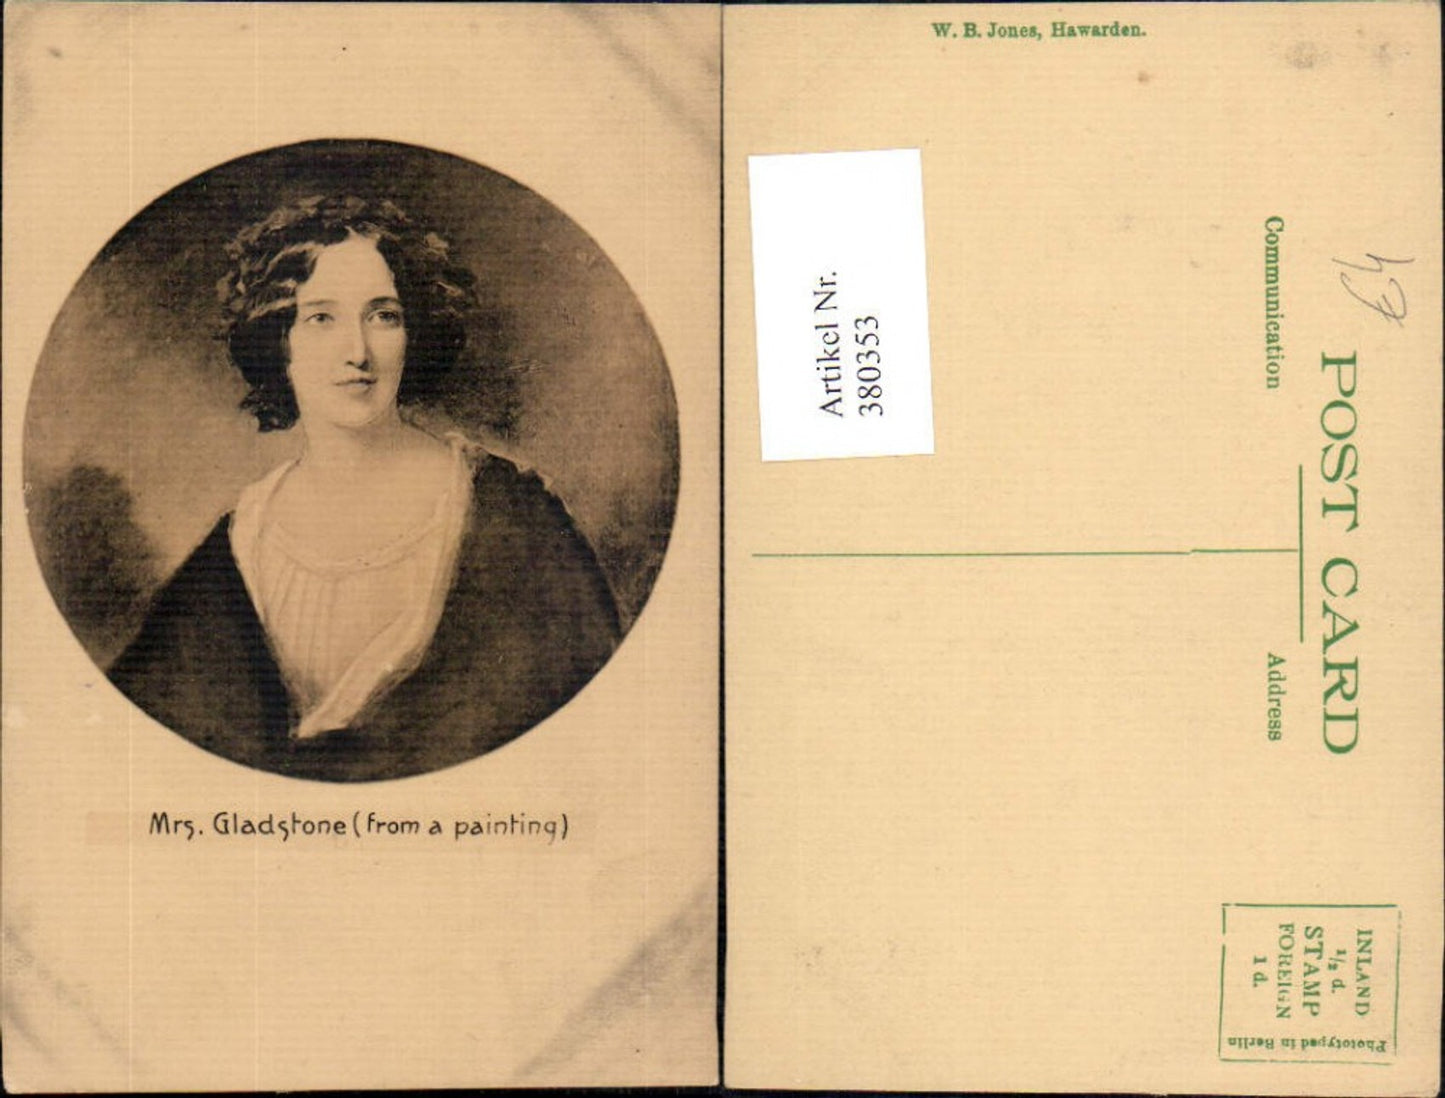 Mrs. Gladstone (from a painting)
W. B. Jones, Hawarden.
Artikel Nr.
380353
POST CARD
Communication
Address
INLAND
1/2 d.
STAMP
FOREIGN
1 d.
Phototyped in Berlin